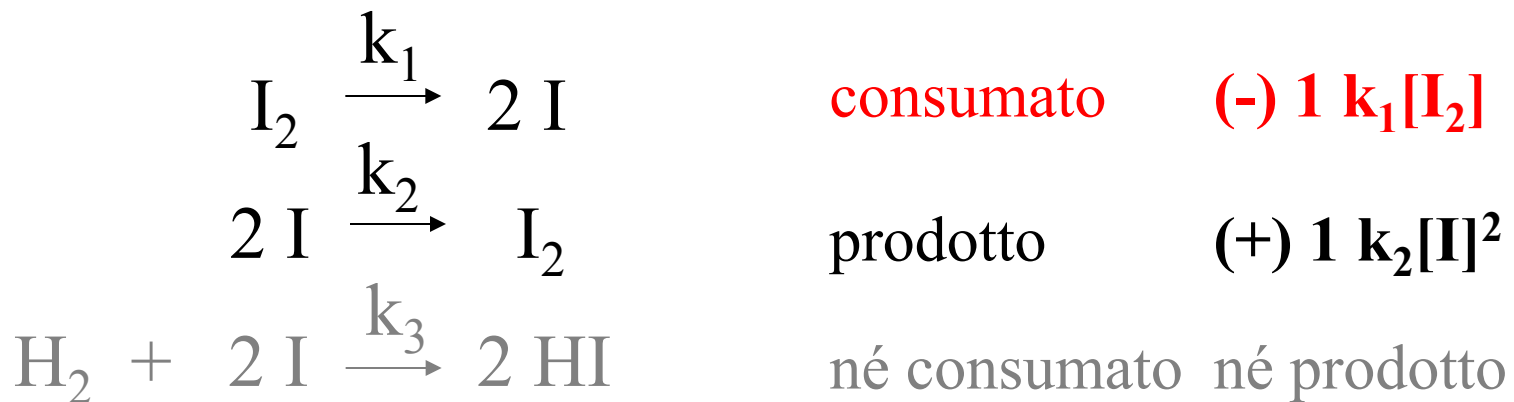 I₂ —k₁→ 2 I consumato (-) 1 k₁[I₂]
2 I —k₂→ I₂ prodotto (+) 1 k₂[I]²
H₂ + 2 I —k₃→ 2 HI né consumato né prodotto